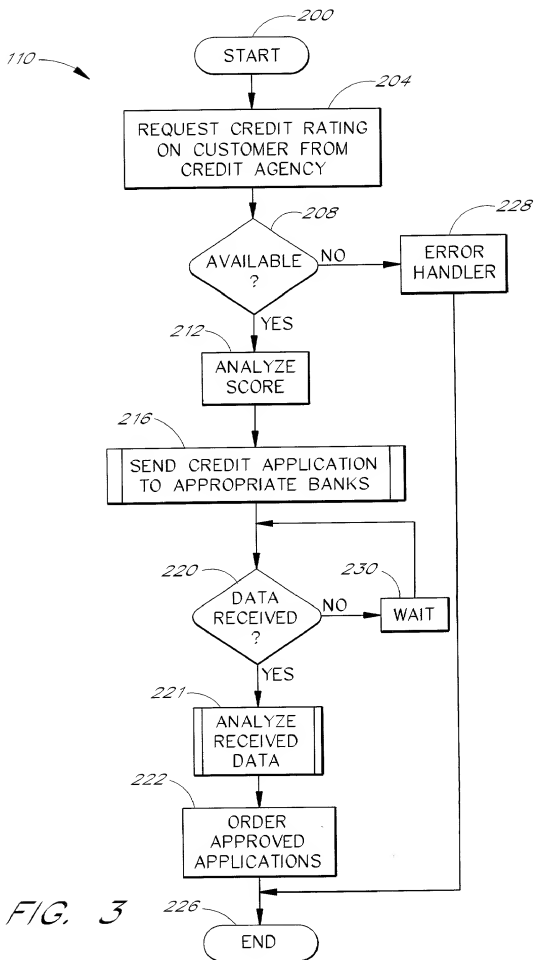 200
START
110
204
REQUEST CREDIT RATING
ON CUSTOMER FROM
CREDIT AGENCY
208
228
AVAILABLE
?
NO
ERROR
HANDLER
YES
212
ANALYZE
SCORE
216
SEND CREDIT APPLICATION
TO APPROPRIATE BANKS
220
230
DATA
RECEIVED
?
NO
WAIT
YES
221
ANALYZE
RECEIVED
DATA
222
ORDER
APPROVED
APPLICATIONS
FIG. 3
226
END